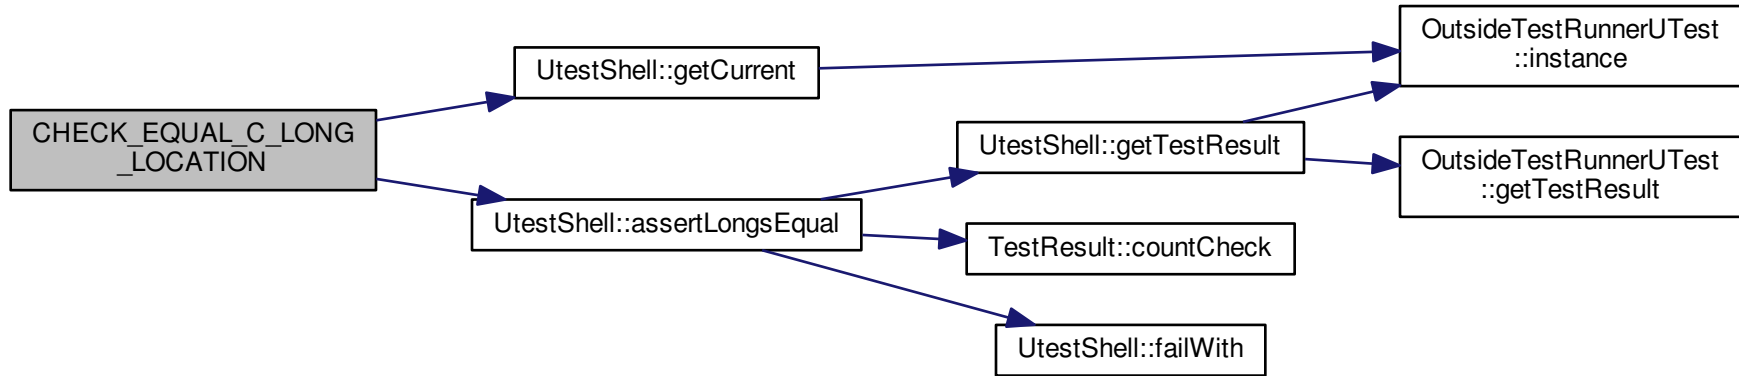 CHECK_EQUAL_C_LONG
_LOCATION
UtestShell::getCurrent
UtestShell::assertLongsEqual
UtestShell::getTestResult
TestResult::countCheck
UtestShell::failWith
OutsideTestRunnerUTest
::instance
OutsideTestRunnerUTest
::getTestResult